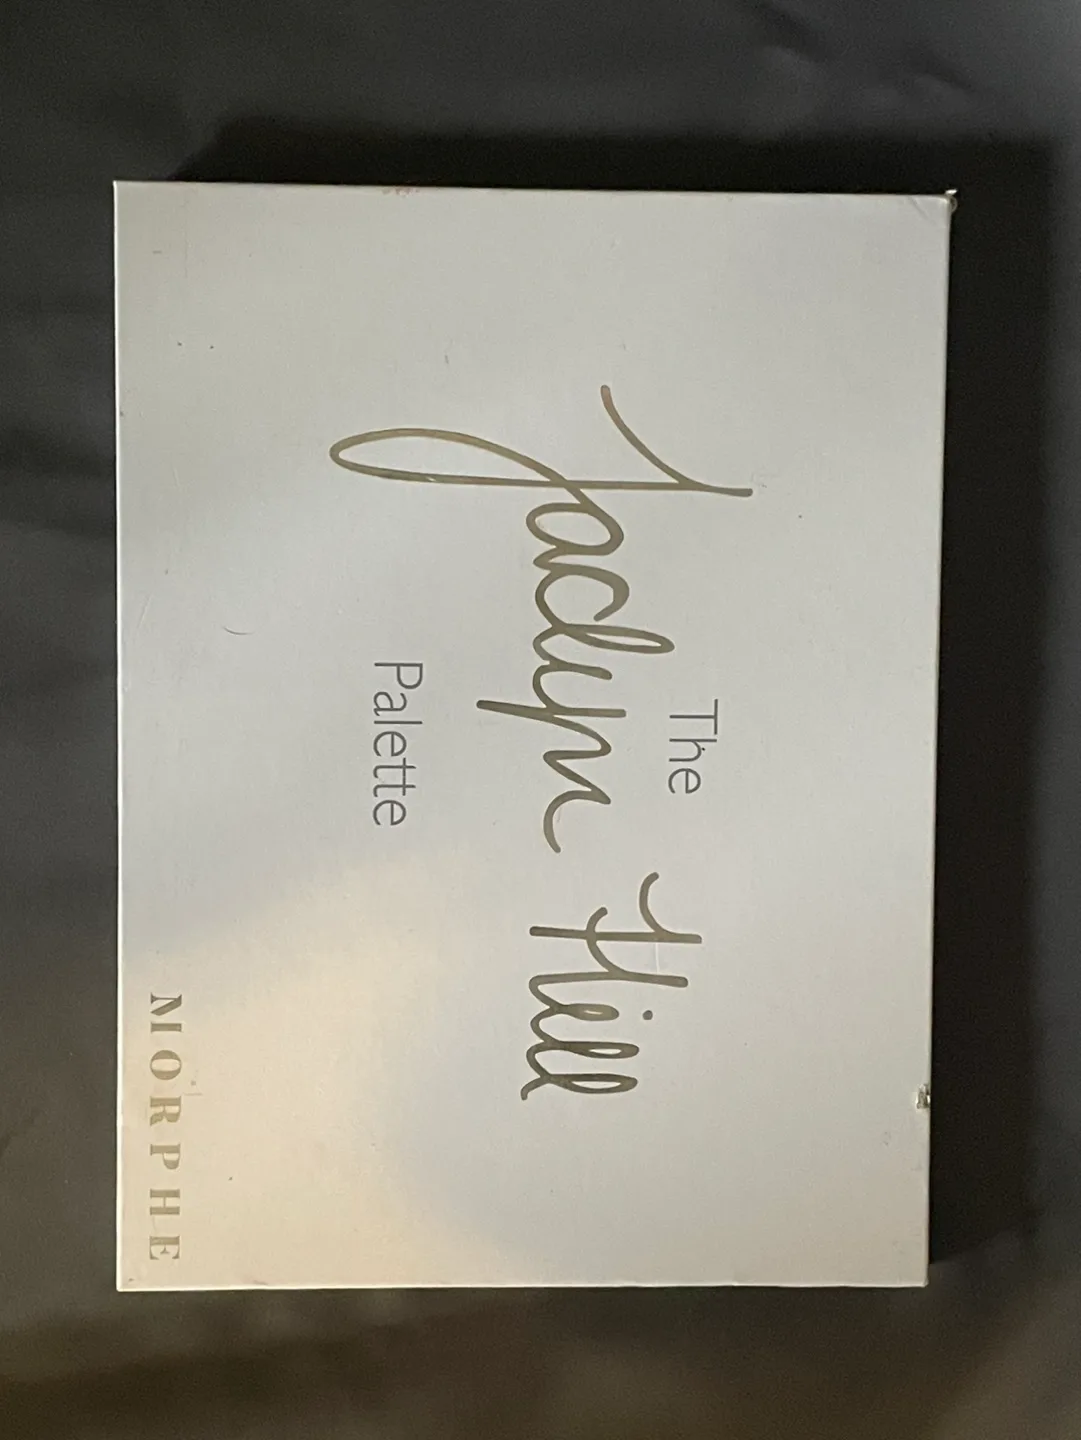 The
Jaclyn Hill
Palette
MORPHE